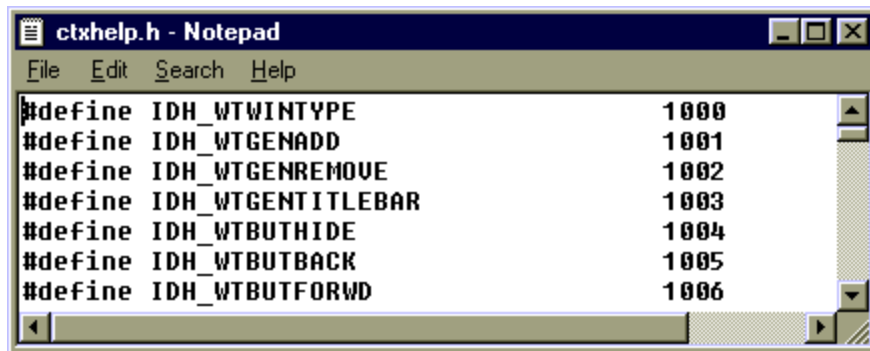 ctxhelp.h - Notepad
File Edit Search Help
#define IDH_WTWINTYPE 1000
#define IDH_WTGENADD 1001
#define IDH_WTGENREMOVE 1002
#define IDH_WTGENTITLEBAR 1003
#define IDH_WTBUTHIDE 1004
#define IDH_WTBUTBACK 1005
#define IDH_WTBUTFORWD 1006